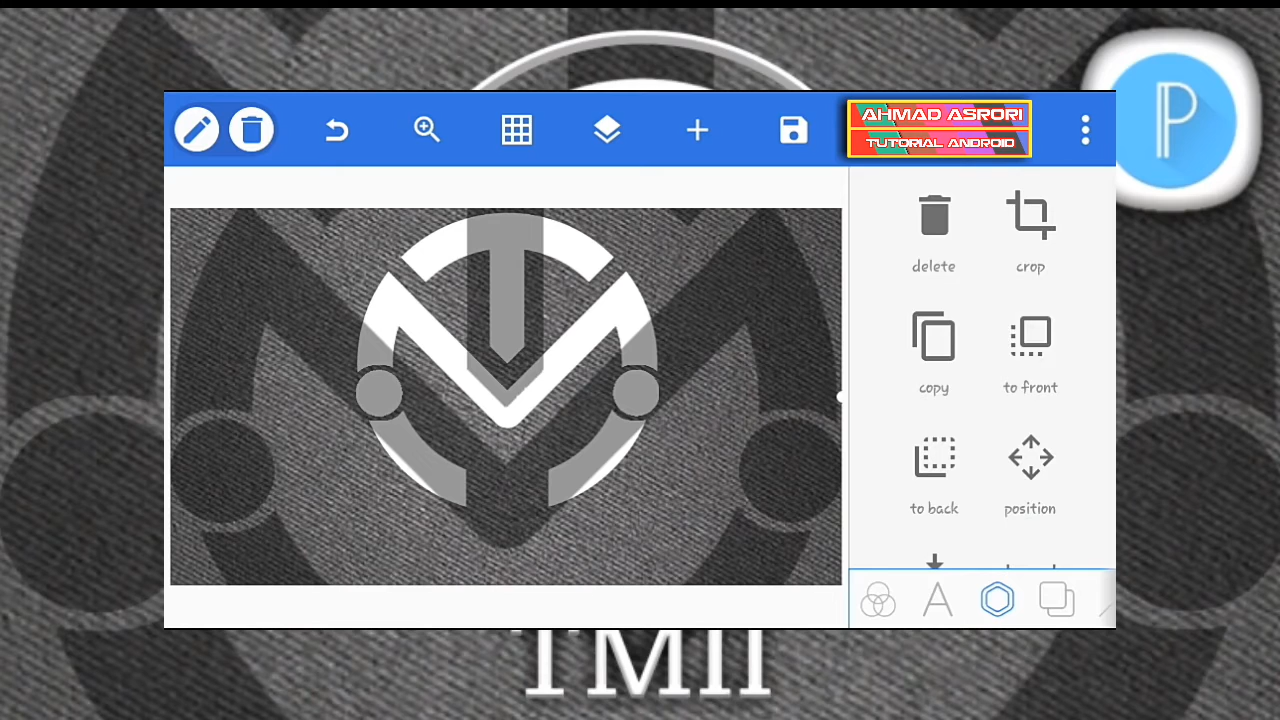 AHMAD ASRORI
TUTORIAL ANDROID
delete
crop
copy
to front
to back
position
TMII